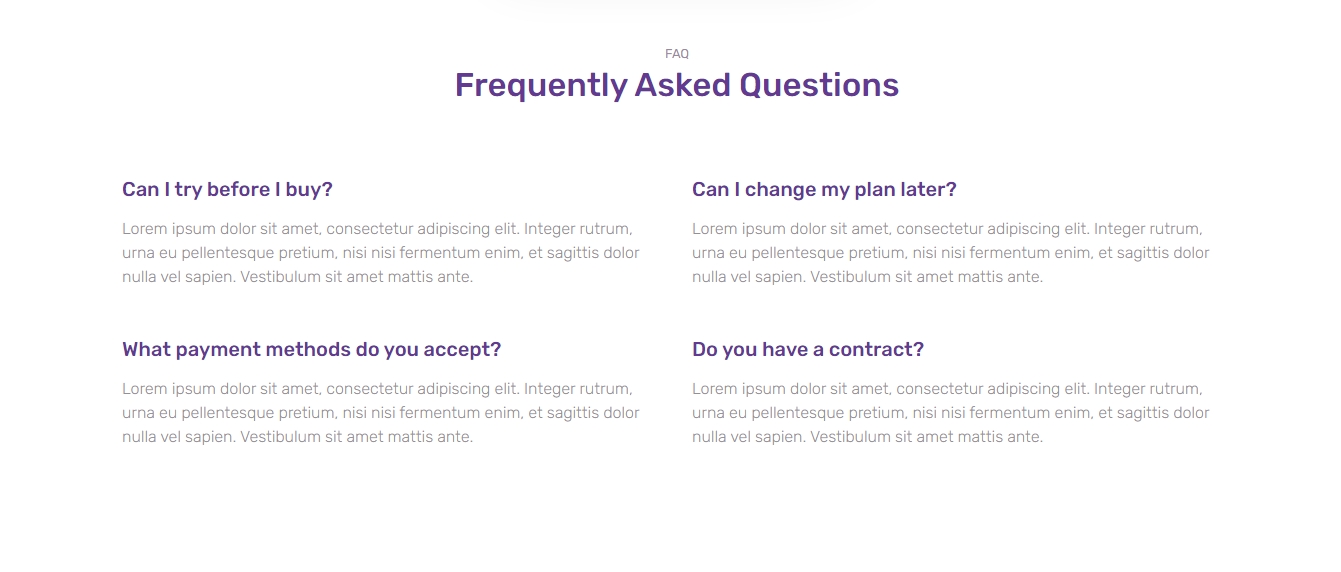 FAQ
Frequently Asked Questions
Can I try before I buy?
Lorem ipsum dolor sit amet, consectetur adipiscing elit. Integer rutrum,
urna eu pellentesque pretium, nisi nisi fermentum enim, et sagittis dolor
nulla vel sapien. Vestibulum sit amet mattis ante.
Can I change my plan later?
Lorem ipsum dolor sit amet, consectetur adipiscing elit. Integer rutrum,
urna eu pellentesque pretium, nisi nisi fermentum enim, et sagittis dolor
nulla vel sapien. Vestibulum sit amet mattis ante.
What payment methods do you accept?
Lorem ipsum dolor sit amet, consectetur adipiscing elit. Integer rutrum,
urna eu pellentesque pretium, nisi nisi fermentum enim, et sagittis dolor
nulla vel sapien. Vestibulum sit amet mattis ante.
Do you have a contract?
Lorem ipsum dolor sit amet, consectetur adipiscing elit. Integer rutrum,
urna eu pellentesque pretium, nisi nisi fermentum enim, et sagittis dolor
nulla vel sapien. Vestibulum sit amet mattis ante.